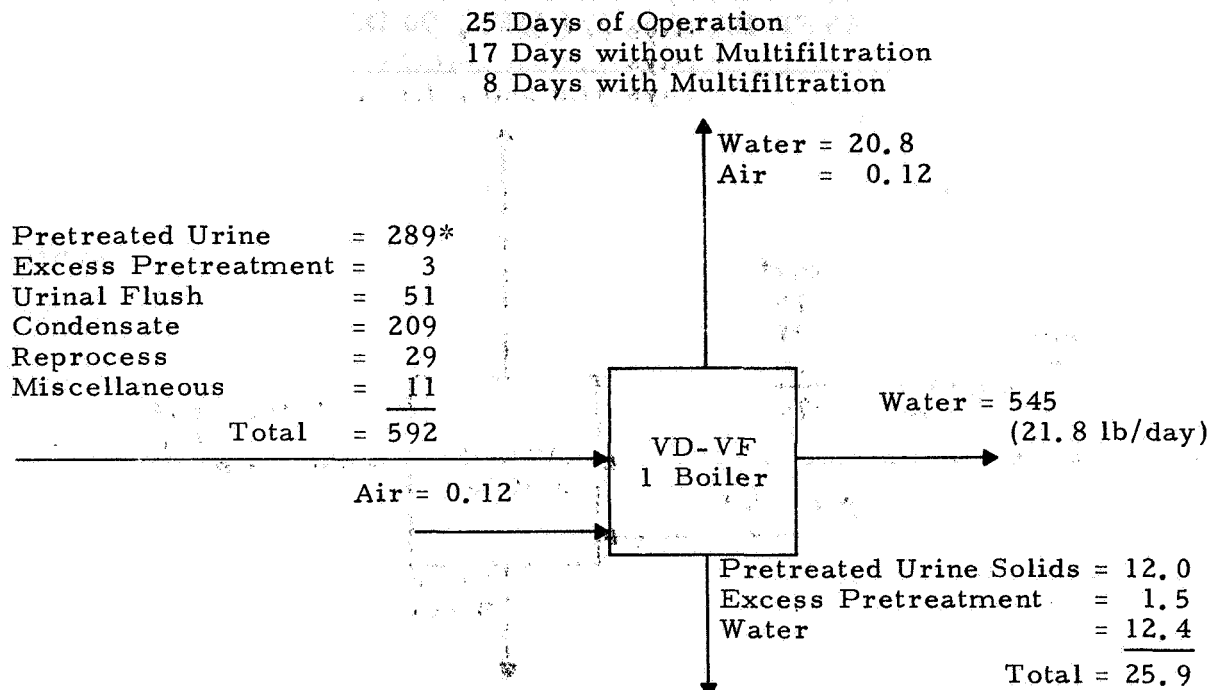 25 Days of Operation
17 Days without Multifiltration
8 Days with Multifiltration
Water = 20.8
Air = 0.12
Pretreated Urine = 289*
Excess Pretreatment = 3
Urinal Flush = 51
Condensate = 209
Reprocess = 29
Miscellaneous = 11
Total = 592
Air = 0.12
VD-VF
1 Boiler
Water = 545
(21.8 lb/day)
Pretreated Urine Solids = 12.0
Excess Pretreatment = 1.5
Water = 12.4
Total = 25.9